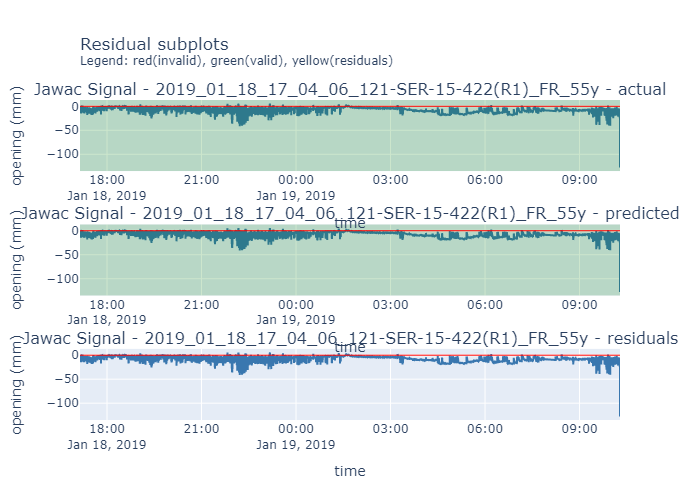 Residual subplots
Legend: red(invalid), green(valid), yellow(residuals)
Jawac Signal - 2019_01_18_17_04_06_121-SER-15-422(R1)_FR_55y - actual
opening (mm)
0
−50
−100
18:00 21:00 00:00 03:00 06:00 09:00
Jan 18, 2019 Jan 19, 2019
time
Jawac Signal - 2019_01_18_17_04_06_121-SER-15-422(R1)_FR_55y - predicted
opening (mm)
0
−50
−100
18:00 21:00 00:00 03:00 06:00 09:00
Jan 18, 2019 Jan 19, 2019
time
Jawac Signal - 2019_01_18_17_04_06_121-SER-15-422(R1)_FR_55y - residuals
opening (mm)
0
−50
−100
18:00 21:00 00:00 03:00 06:00 09:00
Jan 18, 2019 Jan 19, 2019
time